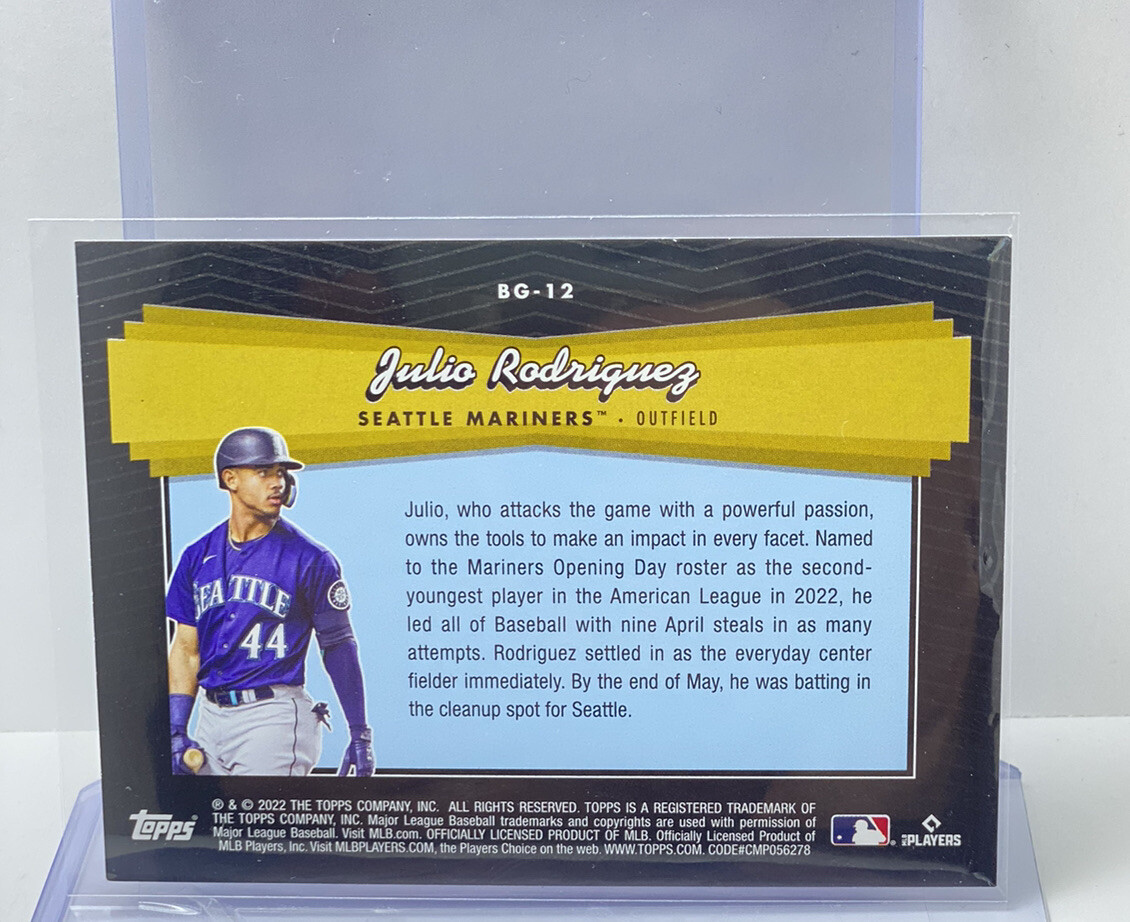 BG-12
Julio Rodriguez
SEATTLE MARINERS™ · OUTFIELD
Julio, who attacks the game with a powerful passion,
owns the tools to make an impact in every facet. Named
to the Mariners Opening Day roster as the second-
youngest player in the American League in 2022, he
led all of Baseball with nine April steals in as many
attempts. Rodriguez settled in as the everyday center
fielder immediately. By the end of May, he was batting in
the cleanup spot for Seattle.
SEATTLE
44
Topps®
® & © 2022 THE TOPPS COMPANY, INC. ALL RIGHTS RESERVED. TOPPS IS A REGISTERED TRADEMARK OF
THE TOPPS COMPANY, INC. Major League Baseball trademarks and copyrights are used with permission of
Major League Baseball. Visit MLB.com. OFFICIALLY LICENSED PRODUCT OF MLB. Officially Licensed Product of
MLB Players, Inc. Visit MLBPLAYERS.COM, the Players Choice on the web. WWW.TOPPS.COM. CODE#CMP056278
MLB PLAYERS